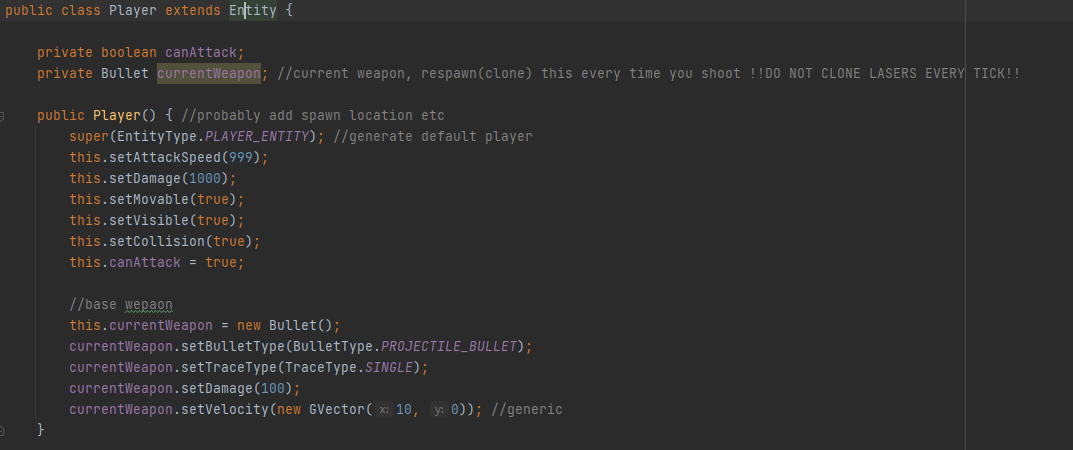 public class Player extends Entity {
private boolean canAttack;
private Bullet currentWeapon; //current weapon, respawn(clone) this every time you shoot !!DO NOT CLONE LASERS EVERY TICK!!
public Player() { //probably add spawn location etc
super(EntityType.PLAYER_ENTITY); //generate default player
this.setAttackSpeed(999);
this.setDamage(1000);
this.setMovable(true);
this.setVisible(true);
this.setCollision(true);
this.canAttack = true;
//base wepaon
this.currentWeapon = new Bullet();
currentWeapon.setBulletType(BulletType.PROJECTILE_BULLET);
currentWeapon.setTraceType(TraceType.SINGLE);
currentWeapon.setDamage(100);
currentWeapon.setVelocity(new GVector( x: 10, y: 0)); //generic
}